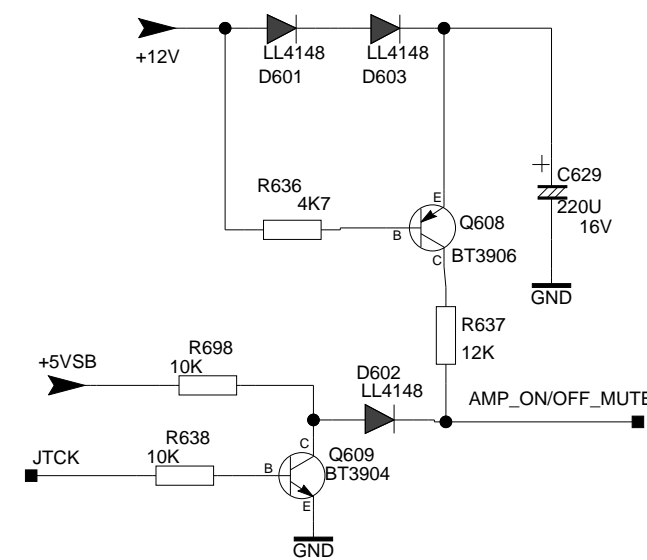 +12V
LL4148
D601
LL4148
D603
R636
4K7
E
B
C
Q608
BT3906
+
C629
220U
16V
GND
R637
12K
+5VSB
R698
10K
D602
LL4148
AMP_ON/OFF_MUTE
JTCK
R638
10K
C
B
E
Q609
BT3904
GND